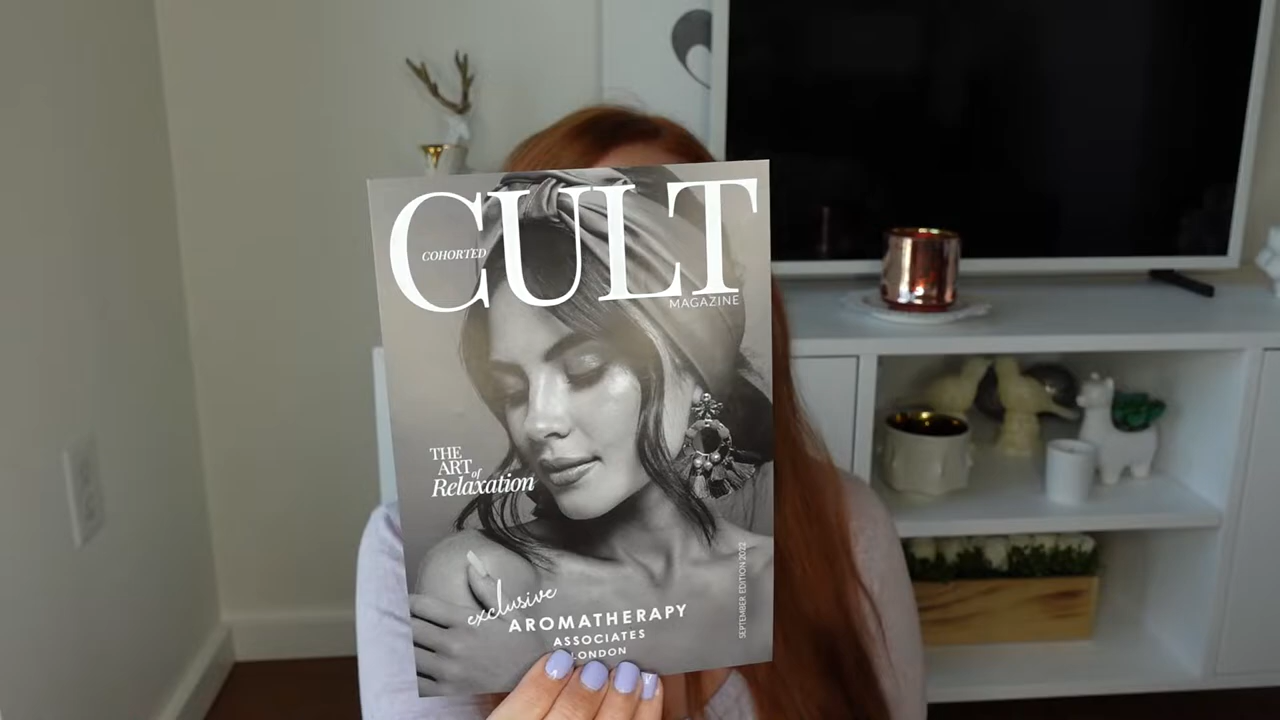 CULT
COHORTED
MAGAZINE
THE
ART of
Relaxation
exclusive
AROMATHERAPY
ASSOCIATES
LONDON
SEPTEMBER EDITION 2022